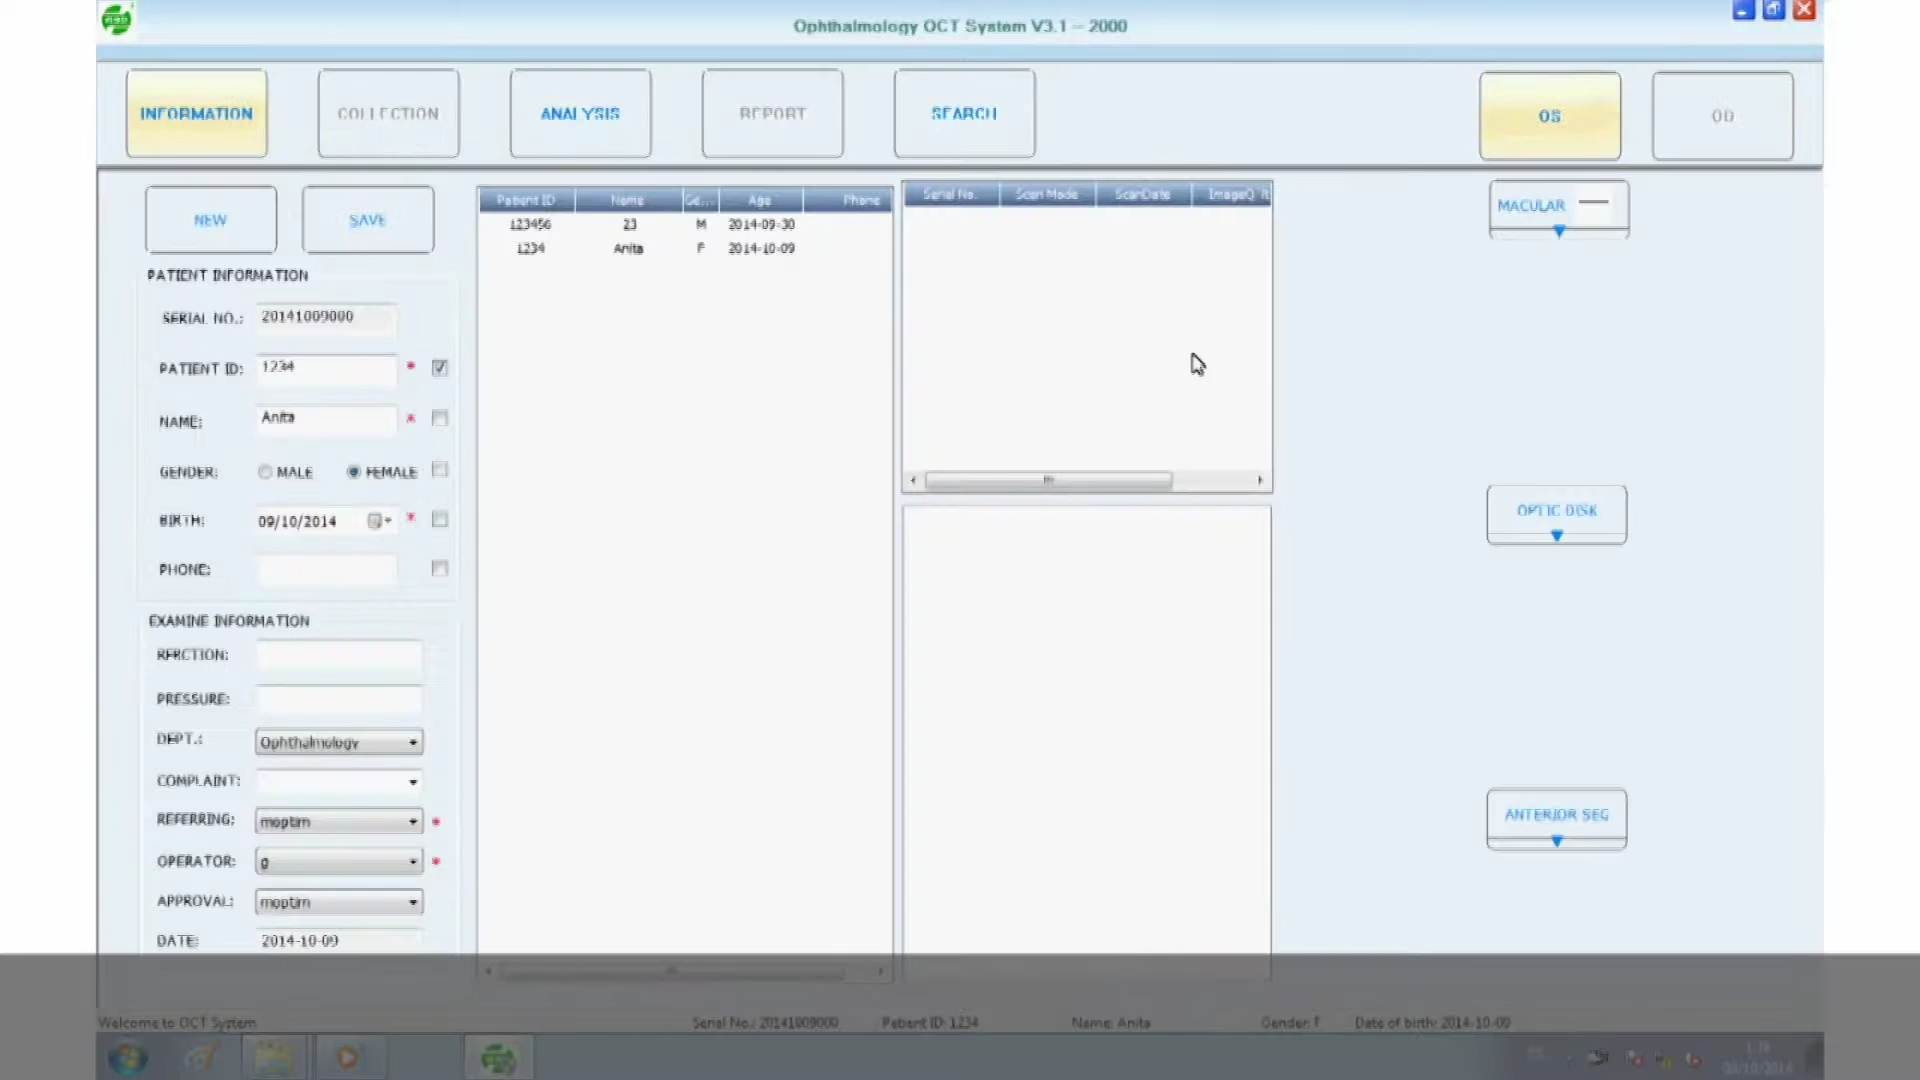 Ophthalmology OCT System V3.1 - 2000
INFORMATION COLLECTION ANALYSIS REPORT SEARCH OS OD
NEW SAVE
PATIENT INFORMATION
SERIAL NO.: 20141009000
PATIENT ID: 1234 *
NAME: Anita *
GENDER: MALE FEMALE
BIRTH: 09/10/2014 *
PHONE:
EXAMINE INFORMATION
RFRCTION:
PRESSURE:
DEPT.: Ophthalmology
COMPLAINT:
REFERRING: moptim *
OPERATOR: g *
APPROVAL: moptim
DATE: 2014-10-09
Patient ID Name Ge... Age Phone
123456 23 M 2014-09-30
1234 Anita F 2014-10-09
Serial No. Scan Mode ScanDate ImageQ
MACULAR
OPTIC DISK
ANTERIOR SEG
Welcome to OCT System Serial No.: 20141009000 Patient ID: 1234 Name: Anita Gender: F Date of birth: 2014-10-09